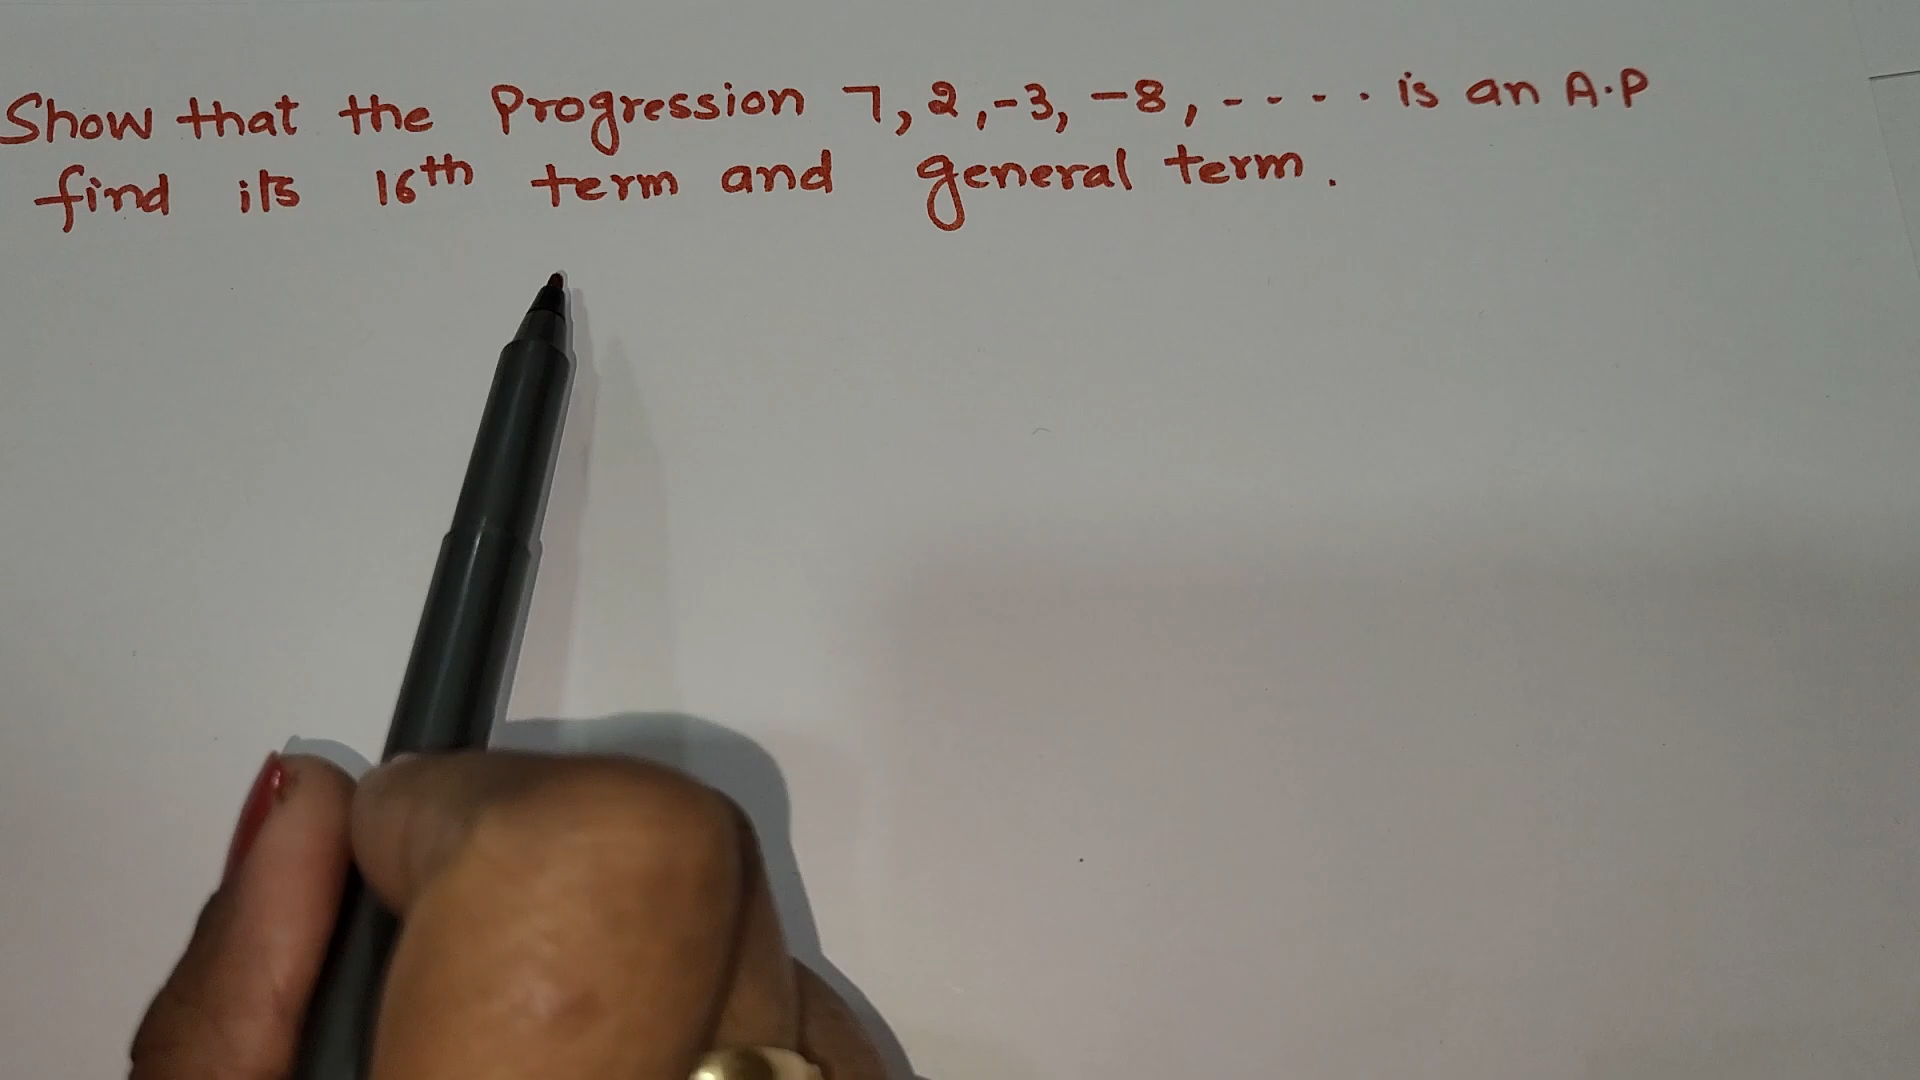 Show that the Progression 7, 2, -3, -8, - - - - . is an A.P
find its 16th term and general term.